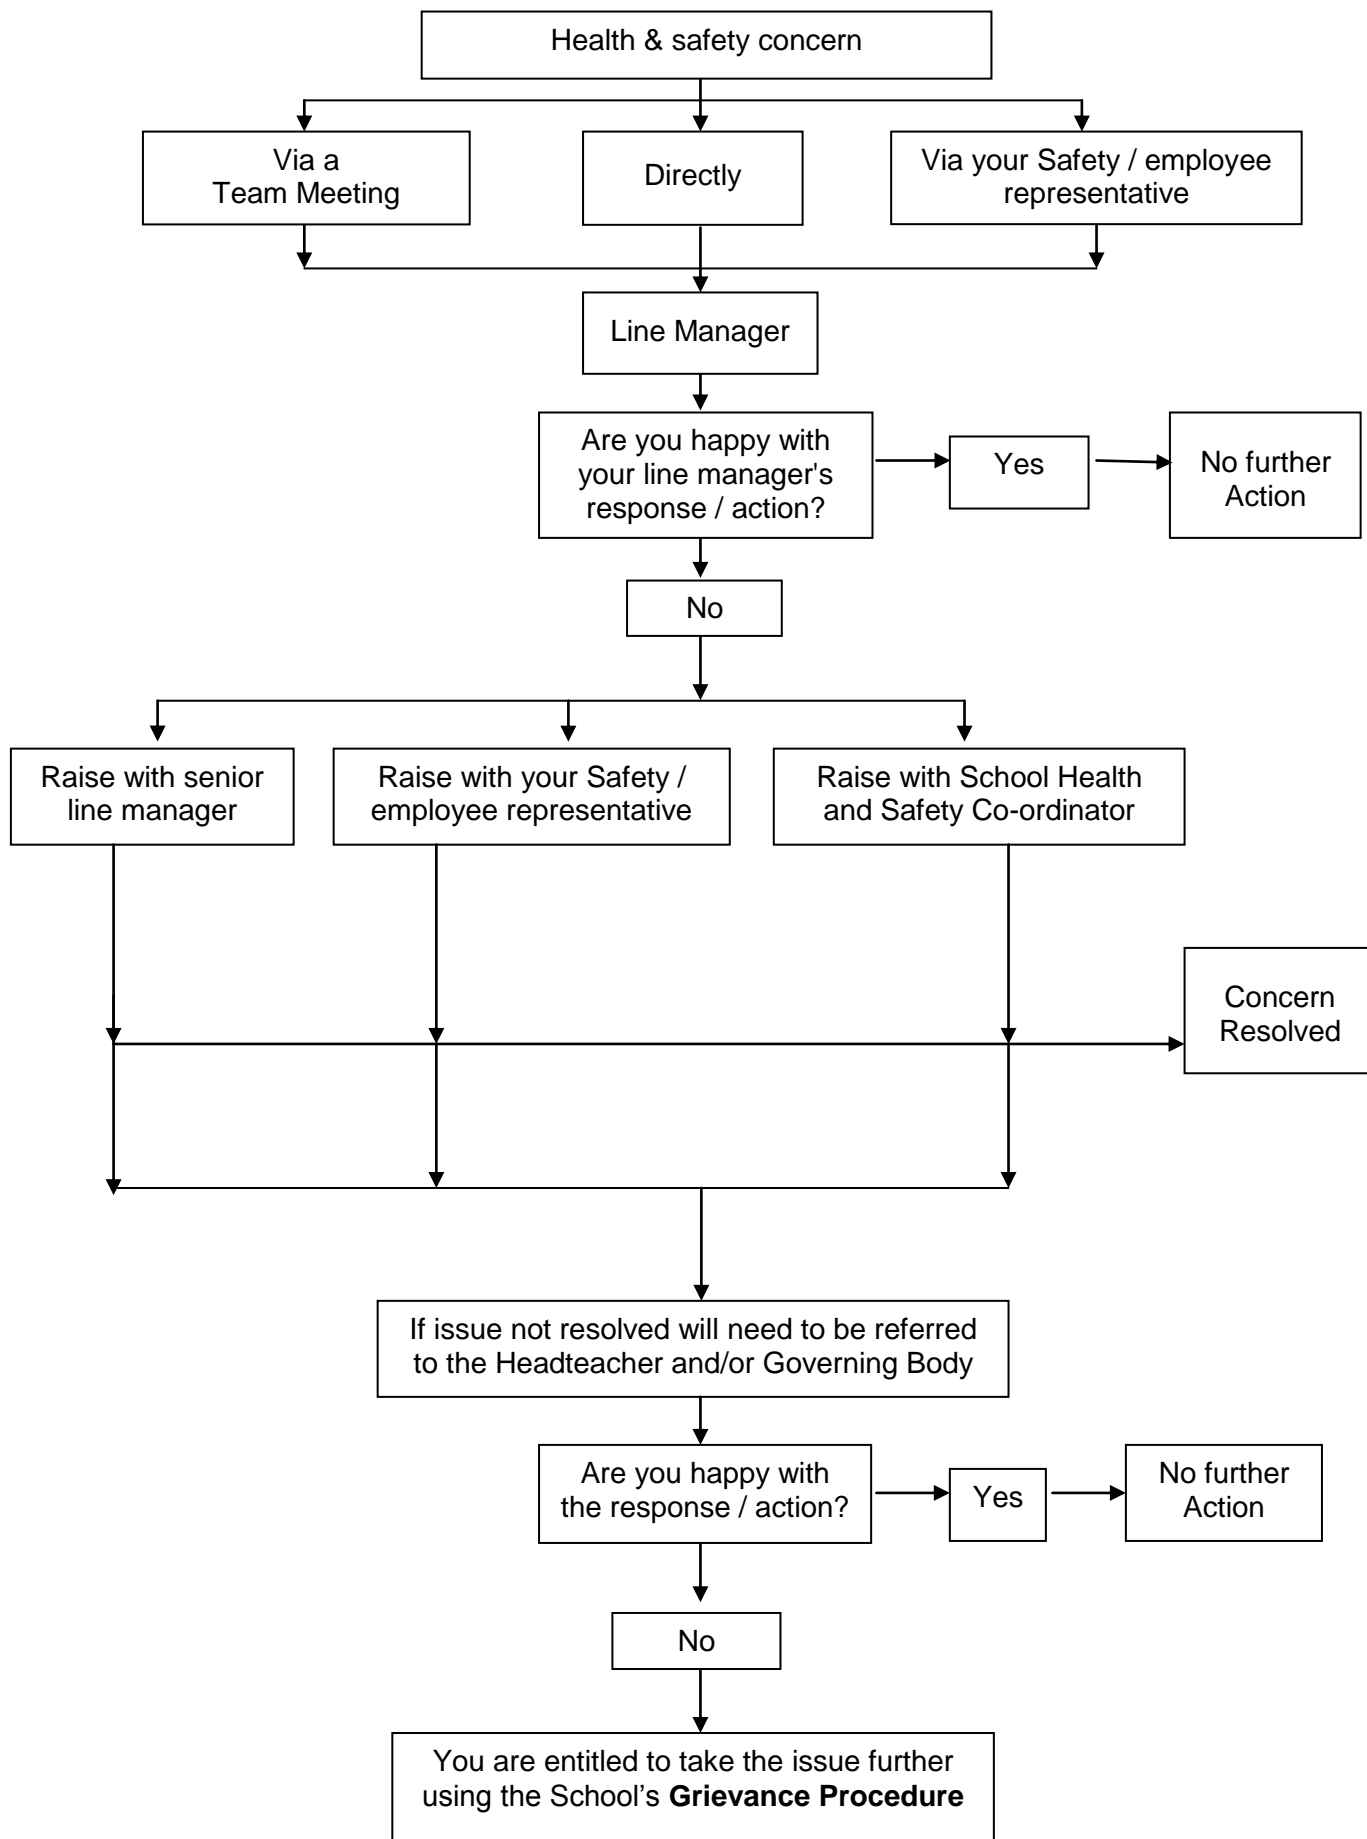 Health & safety concern
Via a
Team Meeting
Directly
Via your Safety / employee
representative
Line Manager
Are you happy with
your line manager's
response / action?
Yes
No further
Action
No
Raise with senior
line manager
Raise with your Safety /
employee representative
Raise with School Health
and Safety Co-ordinator
Concern
Resolved
If issue not resolved will need to be referred
to the Headteacher and/or Governing Body
Are you happy with
the response / action?
Yes
No further
Action
No
You are entitled to take the issue further
using the School’s Grievance Procedure